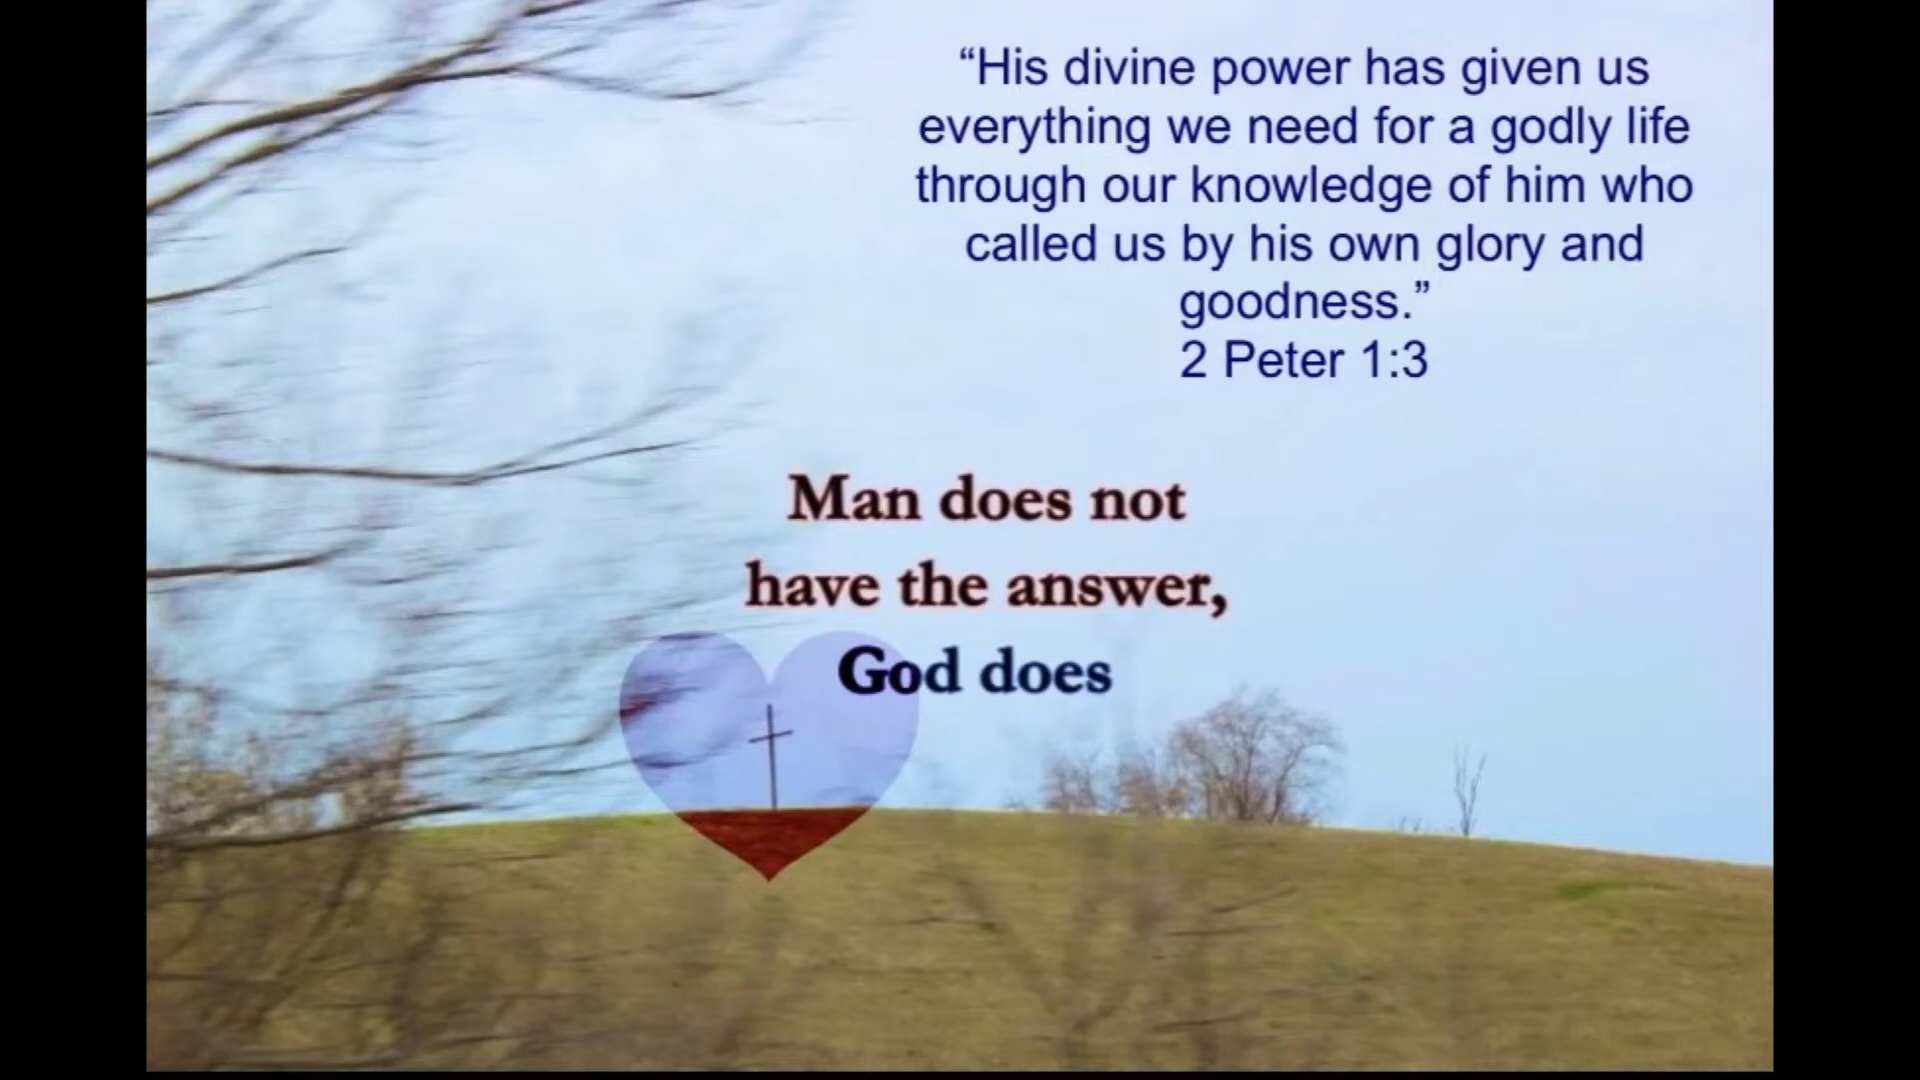 “His divine power has given us
everything we need for a godly life
through our knowledge of him who
called us by his own glory and
goodness.”
2 Peter 1:3
Man does not
have the answer,
God does